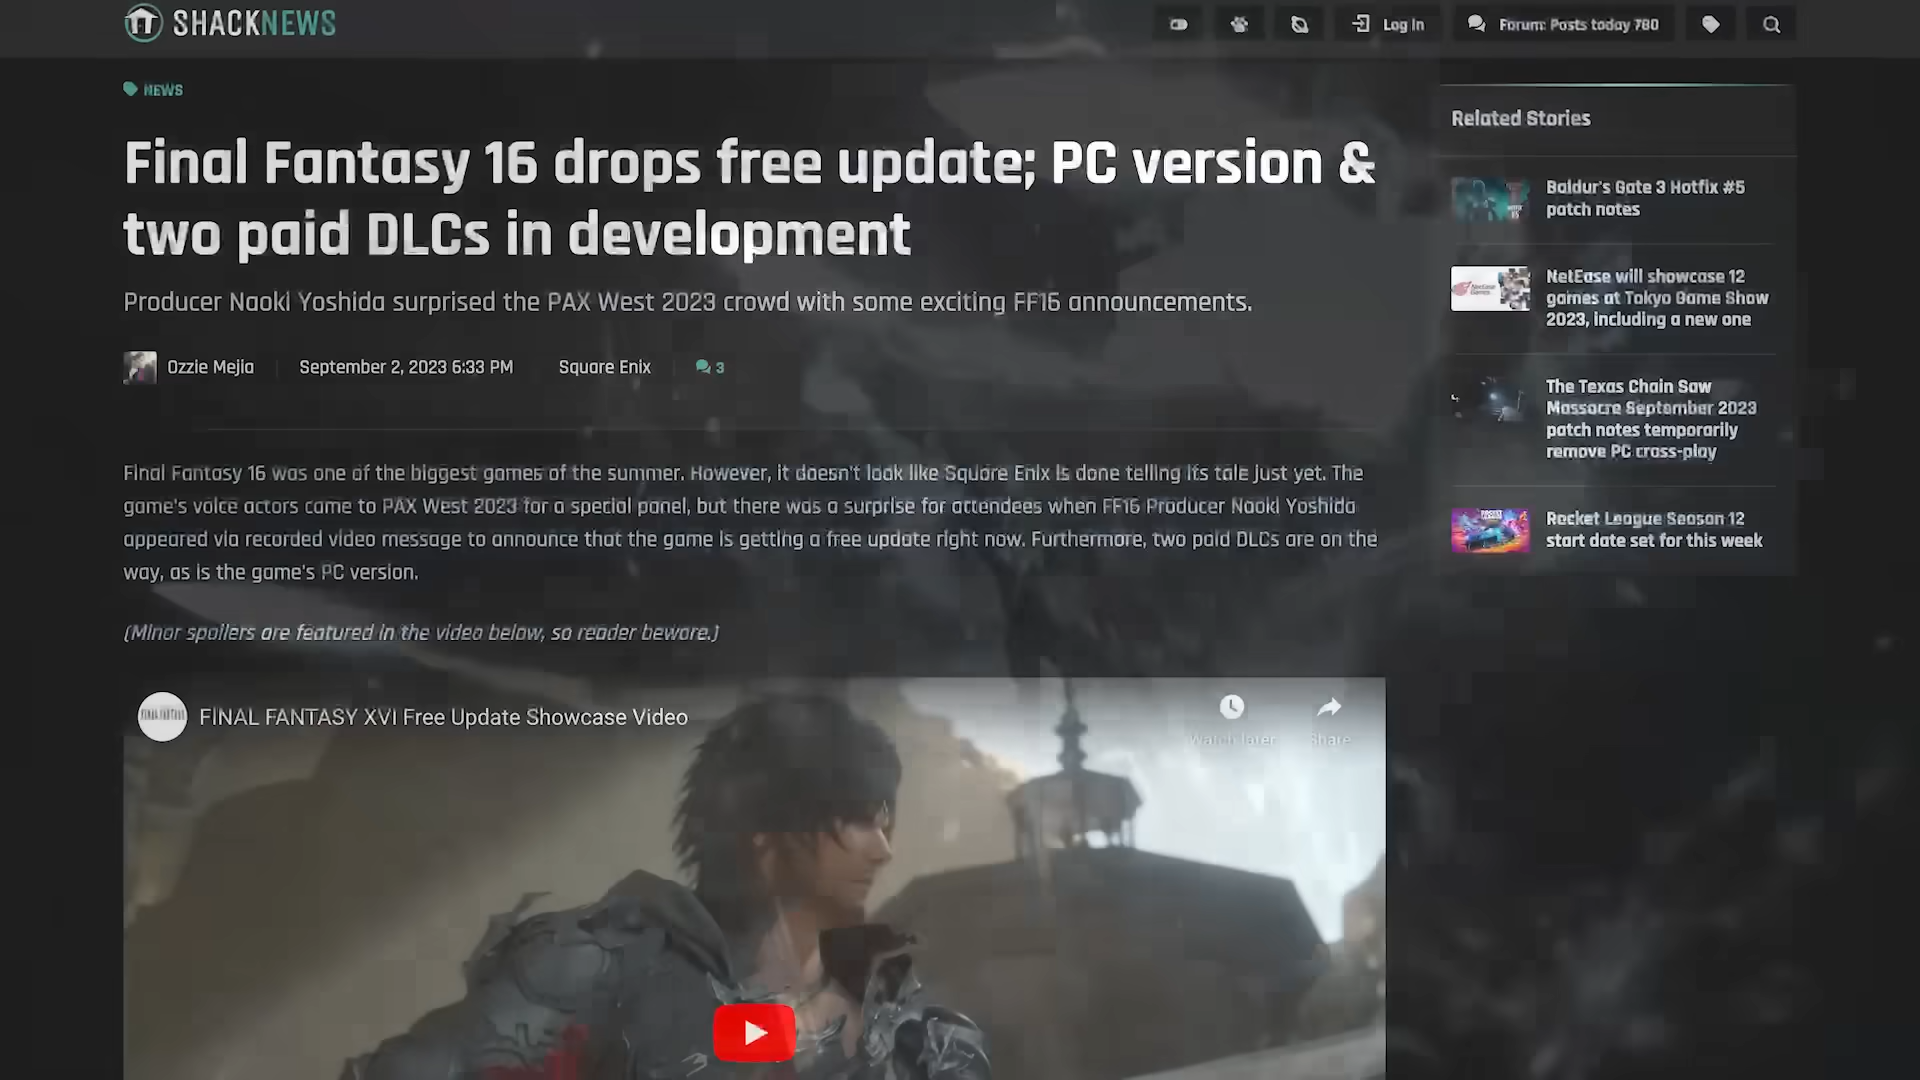 SHACKNEWS
Log In
Forum: Posts today 780
NEWS
Final Fantasy 16 drops free update; PC version &
two paid DLCs in development
Producer Naoki Yoshida surprised the PAX West 2023 crowd with some exciting FF16 announcements.
Ozzie Mejia
September 2, 2023 6:33 PM
Square Enix
3
Final Fantasy 16 was one of the biggest games of the summer. However, it doesn't look like Square Enix is done telling its tale just yet. The
game's voice actors came to PAX West 2023 for a special panel, but there was a surprise for attendees when FF16 Producer Naoki Yoshida
appeared via recorded video message to announce that the game is getting a free update right now. Furthermore, two paid DLCs are on the
way, as is the game's PC version.
(Minor spoilers are featured in the video below, so reader beware.)
FINAL FANTASY XVI Free Update Showcase Video
Watch later
Share
Related Stories
Baldur's Gate 3 Hotfix #5
patch notes
NetEase will showcase 12
games at Tokyo Game Show
2023, including a new one
The Texas Chain Saw
Massacre September 2023
patch notes temporarily
remove PC cross-play
Rocket League Season 12
start date set for this week